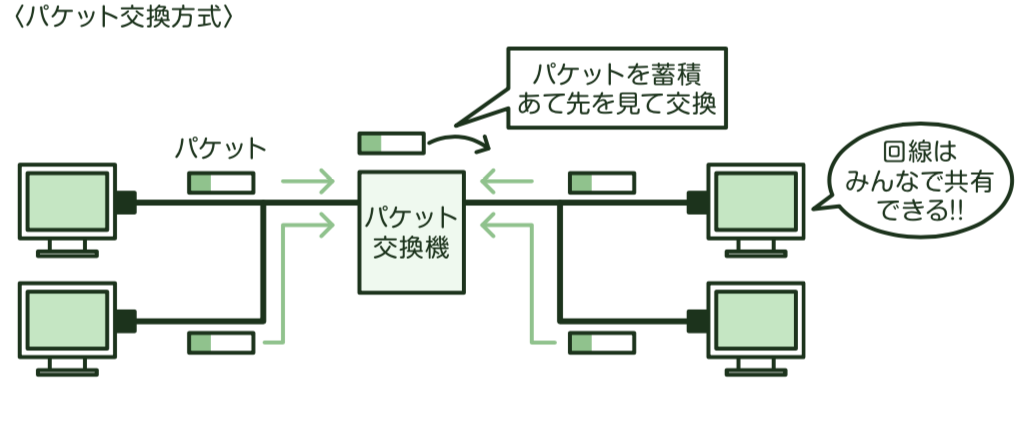 〈パケット交換方式〉
パケットを蓄積
あて先を見て交換
パケット
回線は
みんなで共有
できる!!
パケット
交換機